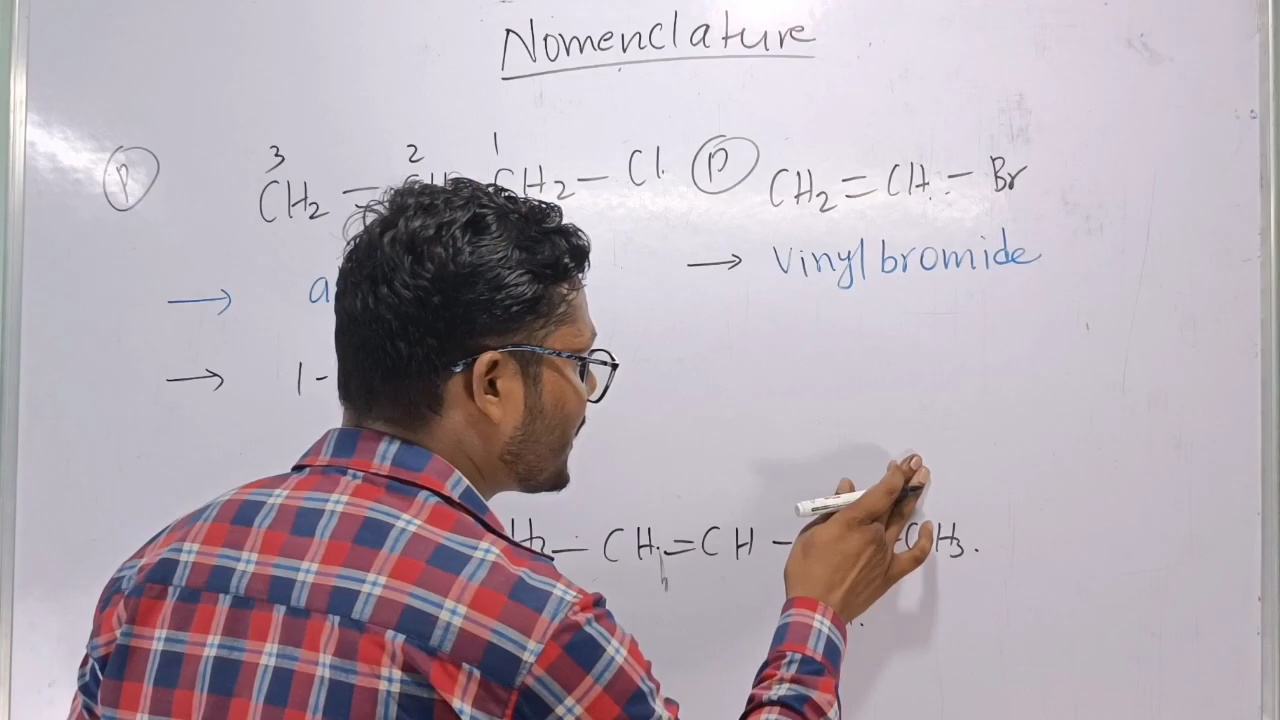 Nomenclature
3 2 1
(P) CH2 = CH CH2 - Cl
(P) CH2 = CH - Br
→ a
→ vinyl bromide
→ 1-
H2 - CH = CH - CH3.